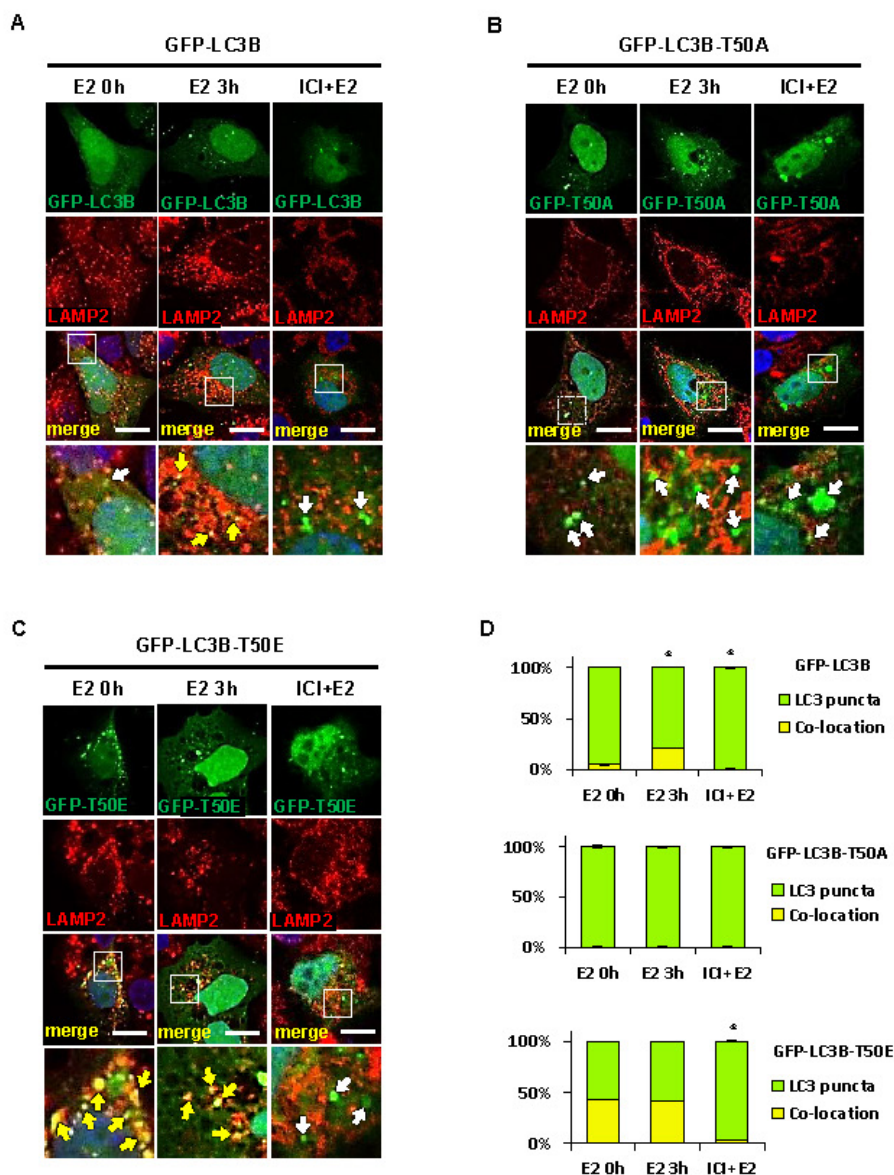 A
GFP-LC3B
E2 0h E2 3h ICI+E2
GFP-LC3B GFP-LC3B GFP-LC3B
LAMP2 LAMP2 LAMP2
merge merge merge
B
GFP-LC3B-T50A
E2 0h E2 3h ICI+E2
GFP-T50A GFP-T50A GFP-T50A
LAMP2 LAMP2 LAMP2
merge merge merge
C
GFP-LC3B-T50E
E2 0h E2 3h ICI+E2
GFP-T50E GFP-T50E GFP-T50E
LAMP2 LAMP2 LAMP2
merge merge merge
D
* *
GFP-LC3B
100%
50%
0%
LC3 puncta
Co-location
E2 0h E2 3h ICI+E2
GFP-LC3B-T50A
100%
50%
0%
LC3 puncta
Co-location
E2 0h E2 3h ICI+E2
*
GFP-LC3B-T50E
100%
50%
0%
LC3 puncta
Co-location
E2 0h E2 3h ICI+E2